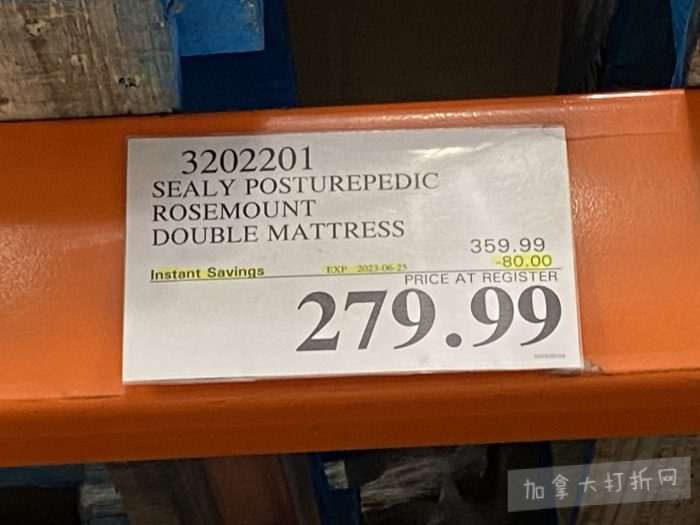 3202201
SEALY POSTUREPEDIC
ROSEMOUNT
DOUBLE MATTRESS
359.99
Instant Savings EXP 2023-06-25 -80.00
PRICE AT REGISTER
279.99
加拿大打折网